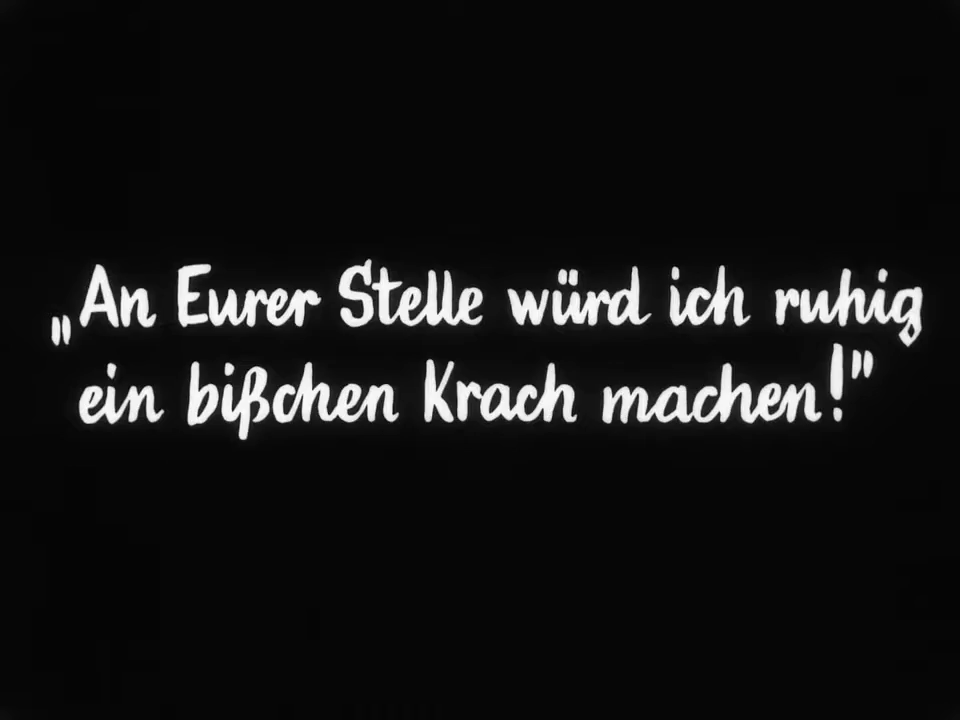 „An Eurer Stelle würd ich ruhig
ein bißchen Krach machen!"